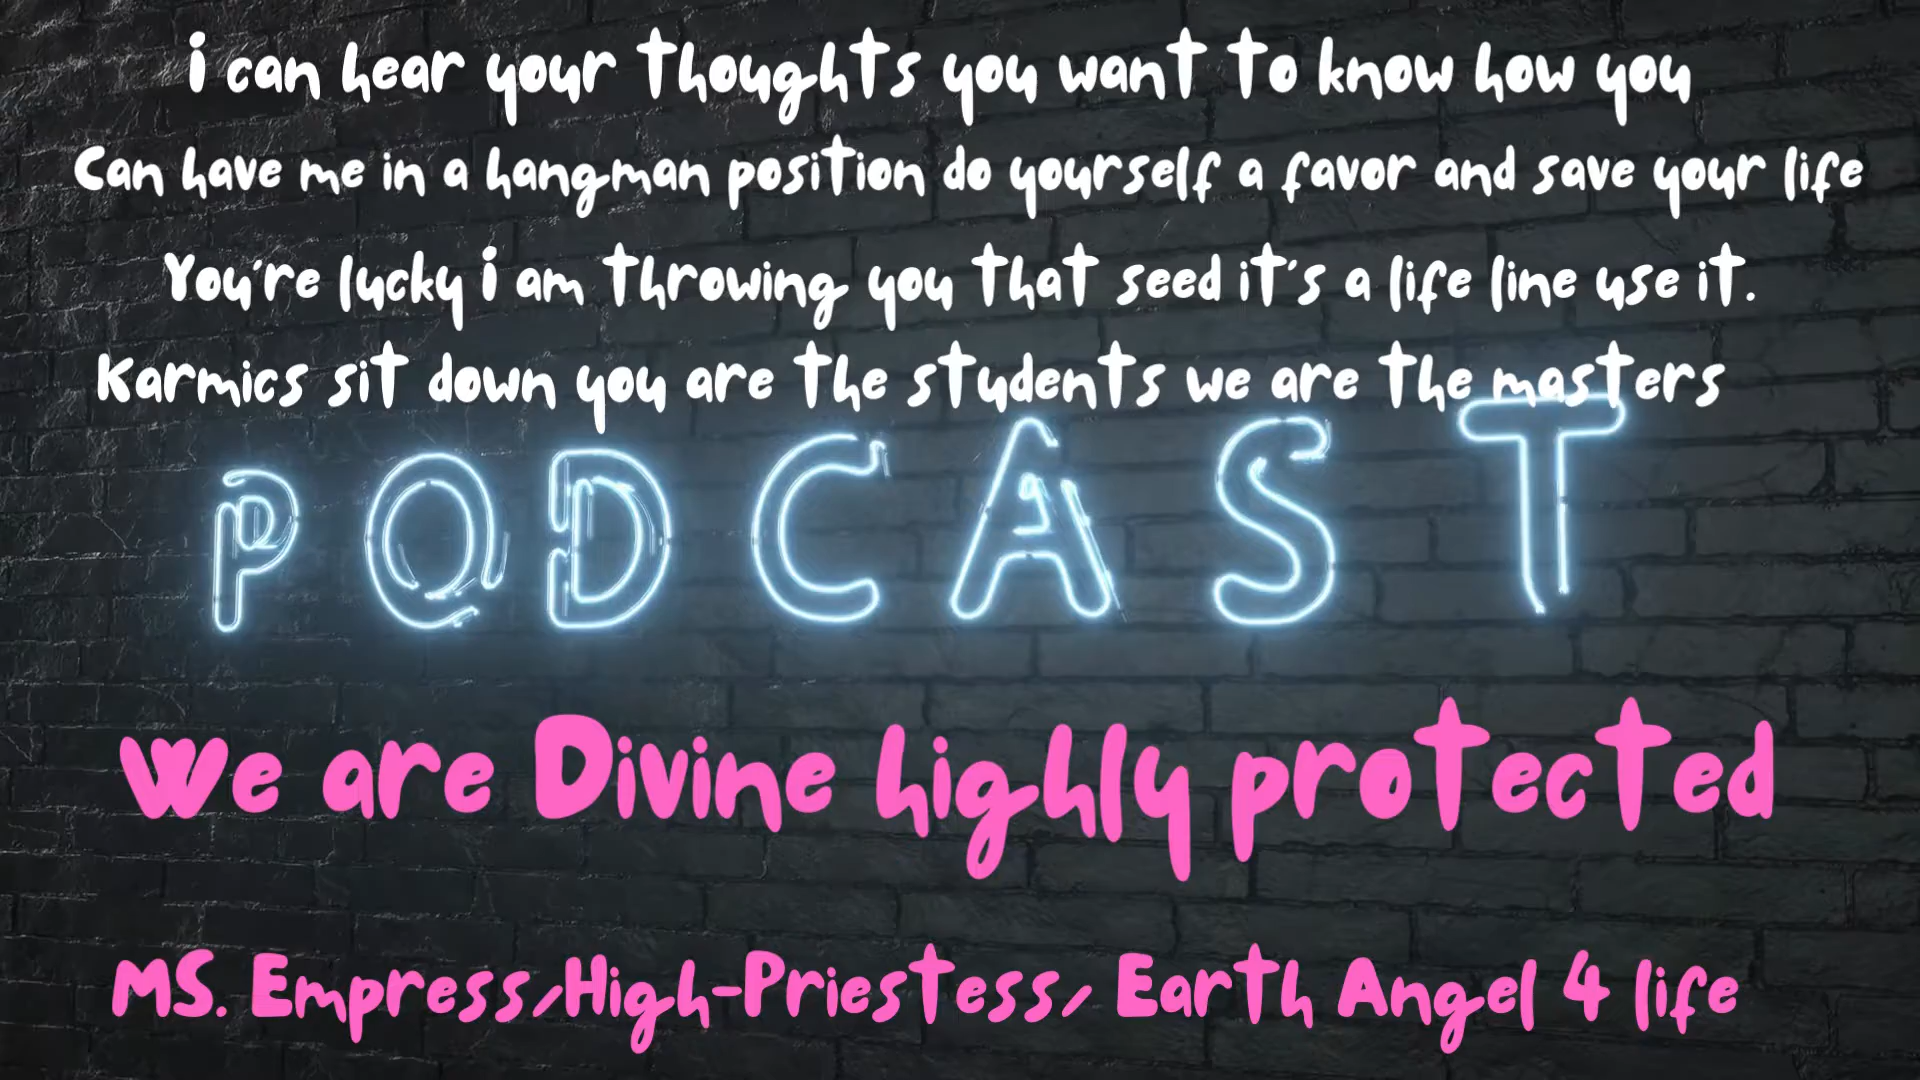 i can hear your thoughts you want to know how you
Can have me in a hangman position do yourself a favor and save your life
You're lucky i am throwing you that seed it's a life line use it.
Karmics sit down you are the students we are the masters
PODCAST
We are Divine highly protected
MS. Empress/High-Priestess/ Earth Angel 4 life